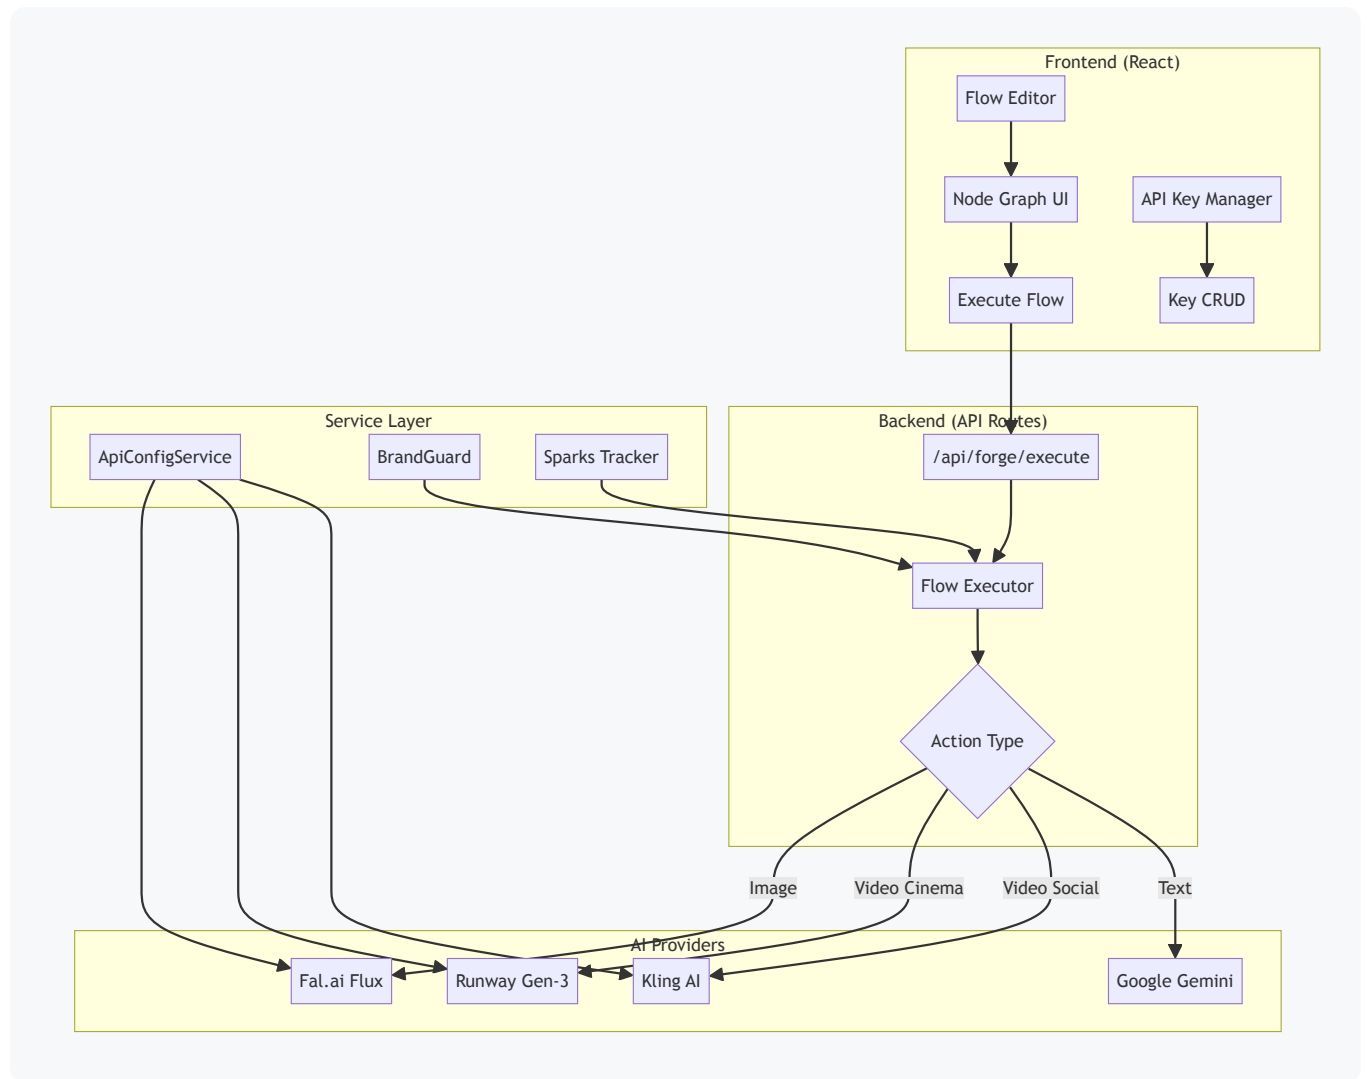 Frontend (React)
Flow Editor
Node Graph UI
API Key Manager
Execute Flow
Key CRUD
Service Layer
ApiConfigService
BrandGuard
Sparks Tracker
Backend (API Routes)
/api/forge/execute
Flow Executor
Action Type
Image
Video Cinema
Video Social
Text
AI Providers
Fal.ai Flux
Runway Gen-3
Kling AI
Google Gemini